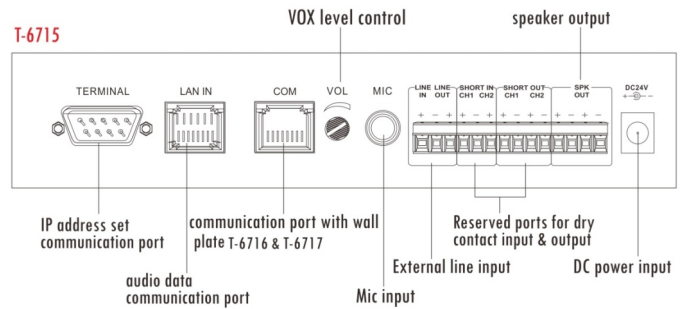 VOX level control
speaker output
T-6715
TERMINAL
LAN IN
COM
VOL
MIC
LINE IN
LINE OUT
SHORT IN
CH1 CH2
SHORT OUT
CH1 CH2
SPK OUT
DC24V
IP address set
communication port
communication port with wall
plate T-6716 & T-6717
Reserved ports for dry
contact input & output
External line input
DC power input
audio data
communication port
Mic input